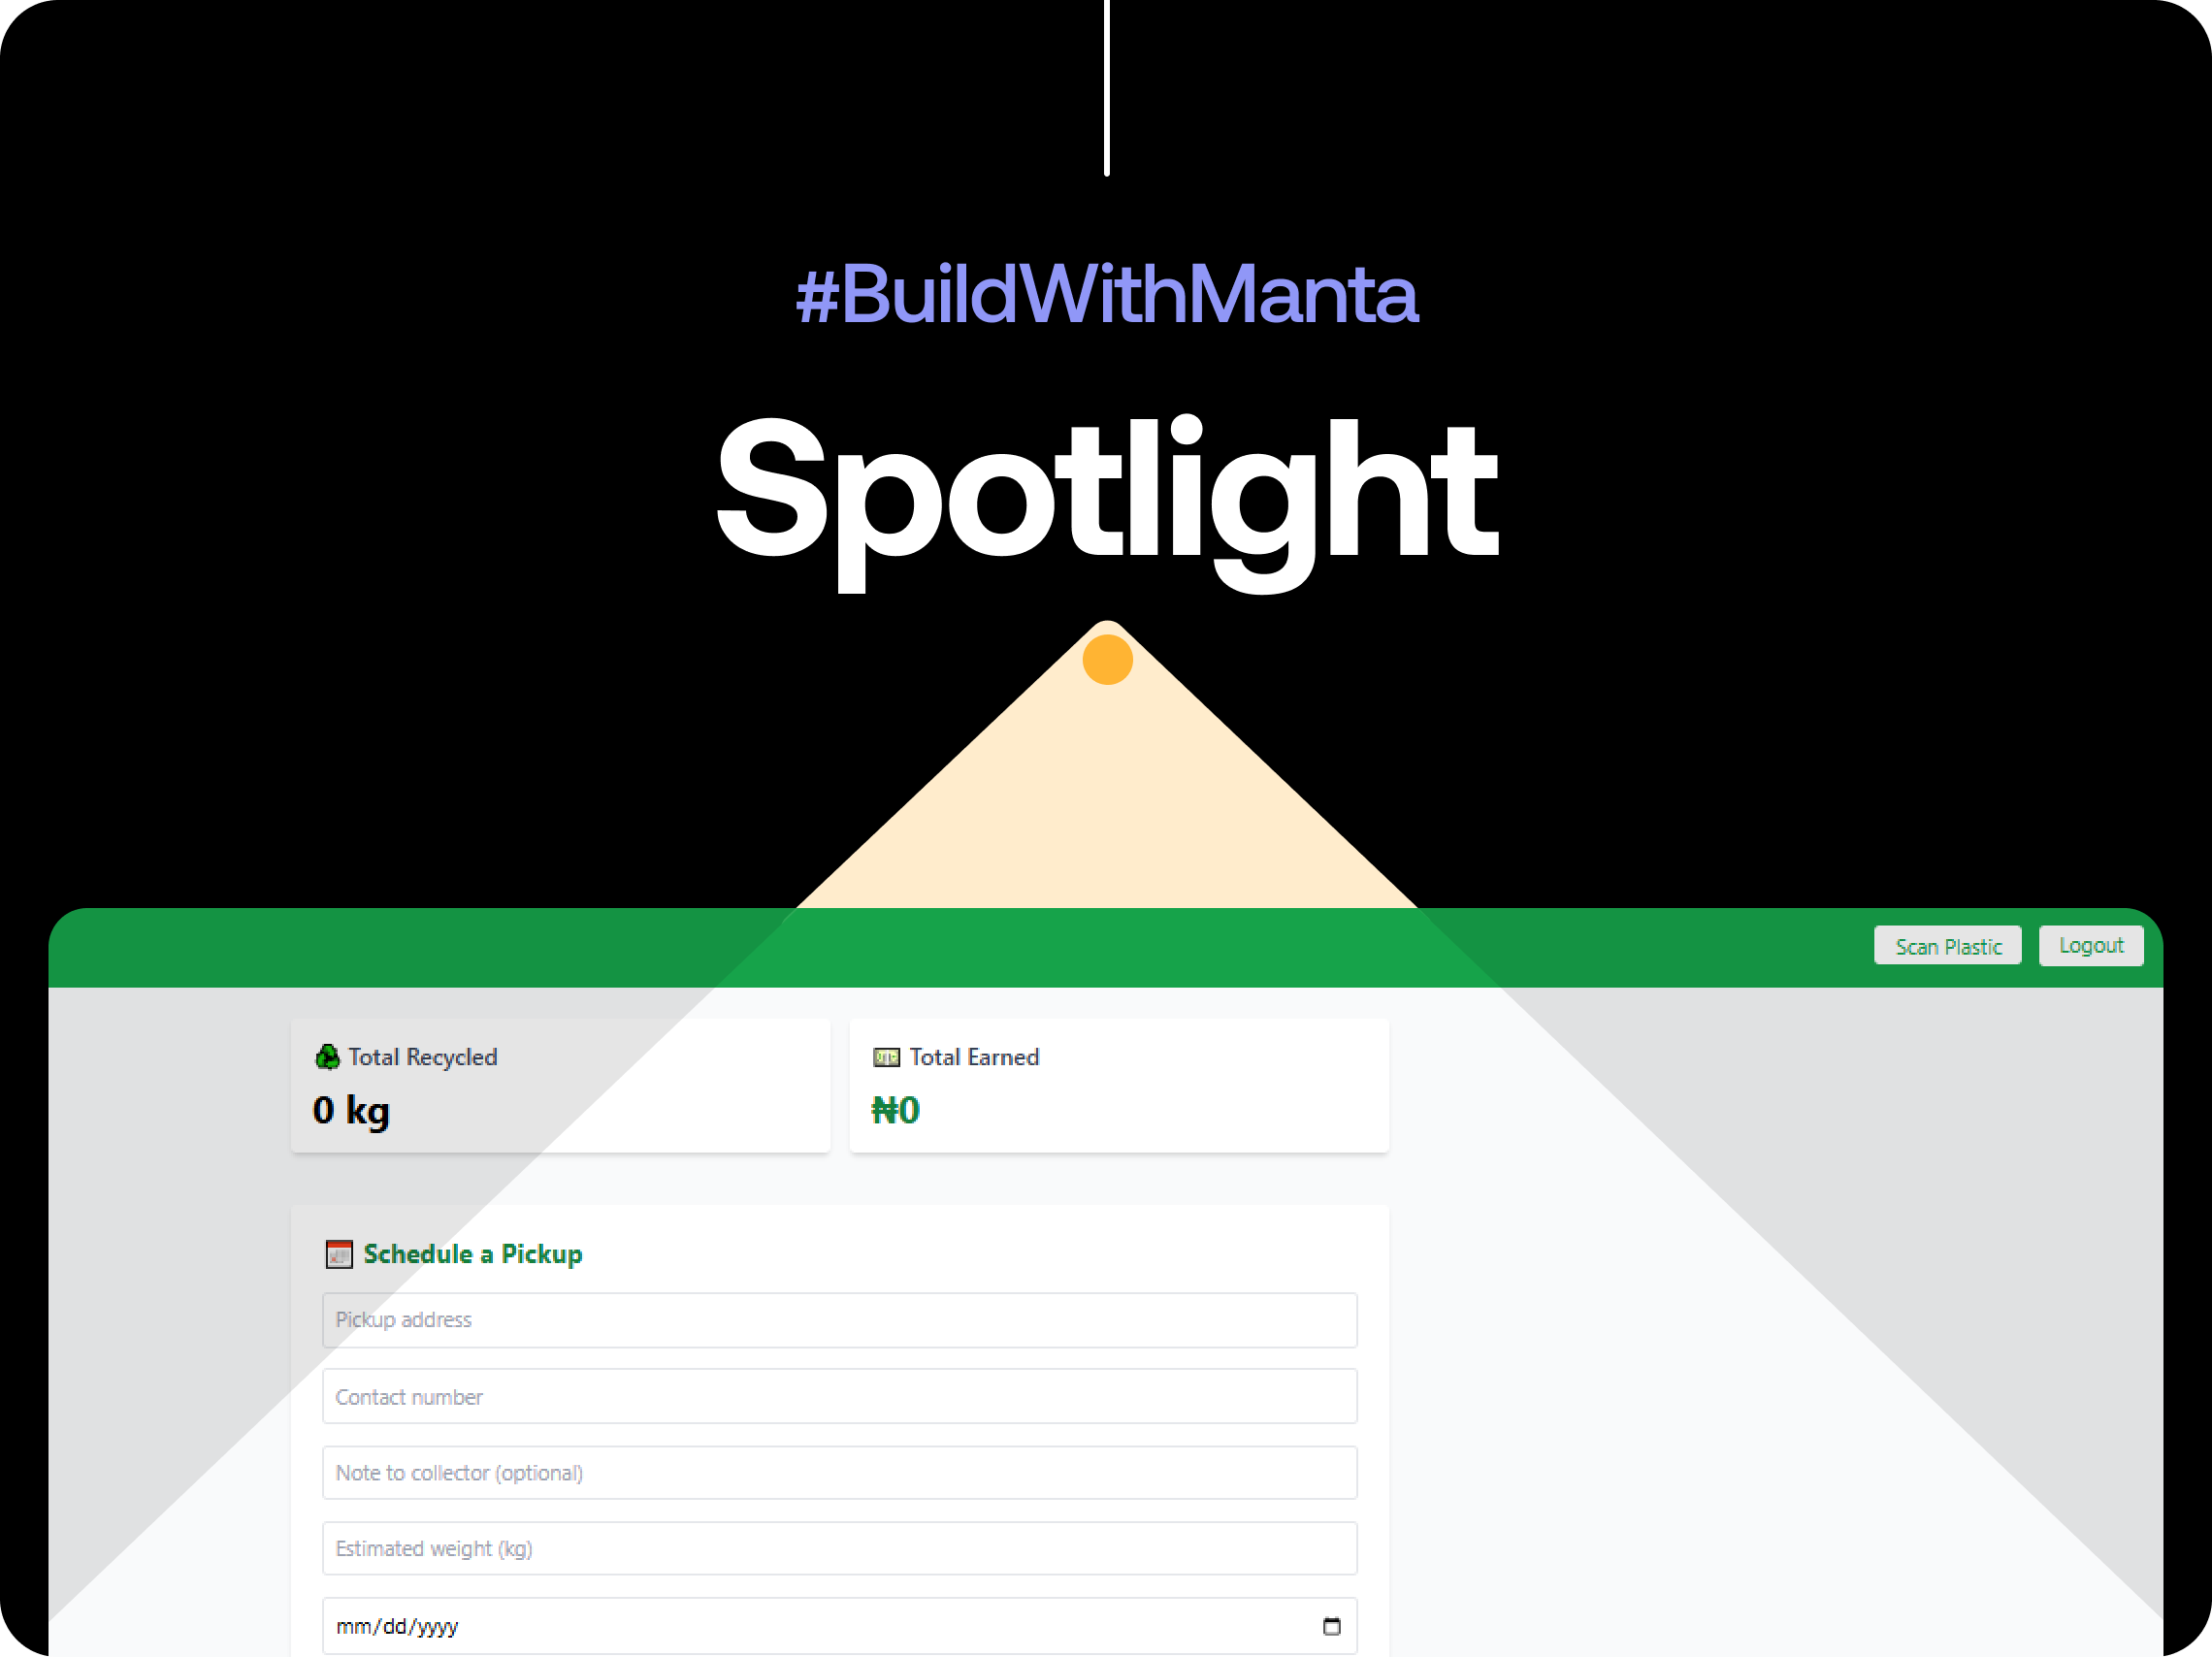 #BuildWithManta
Spotlight
Scan Plastic
Logout
Total Recycled
0 kg
Total Earned
₦0
Schedule a Pickup
Pickup address
Contact number
Note to collector (optional)
Estimated weight (kg)
mm/dd/yyyy